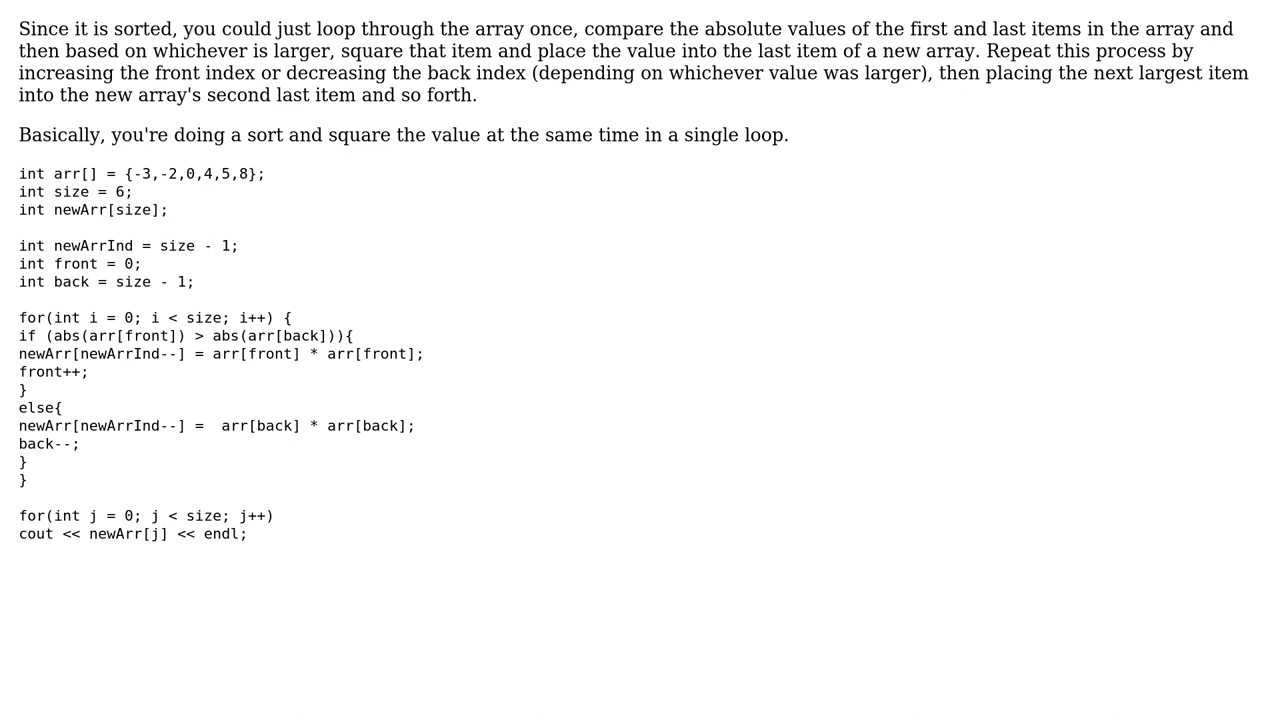 Since it is sorted, you could just loop through the array once, compare the absolute values of the first and last items in the array and
then based on whichever is larger, square that item and place the value into the last item of a new array. Repeat this process by
increasing the front index or decreasing the back index (depending on whichever value was larger), then placing the next largest item
into the new array's second last item and so forth.
Basically, you're doing a sort and square the value at the same time in a single loop.
int arr[] = {-3,-2,0,4,5,8};
int size = 6;
int newArr[size];
int newArrInd = size - 1;
int front = 0;
int back = size - 1;
for(int i = 0; i < size; i++) {
if (abs(arr[front]) > abs(arr[back])){
newArr[newArrInd--] = arr[front] * arr[front];
front++;
}
else{
newArr[newArrInd--] =  arr[back] * arr[back];
back--;
}
}
for(int j = 0; j < size; j++)
cout << newArr[j] << endl;